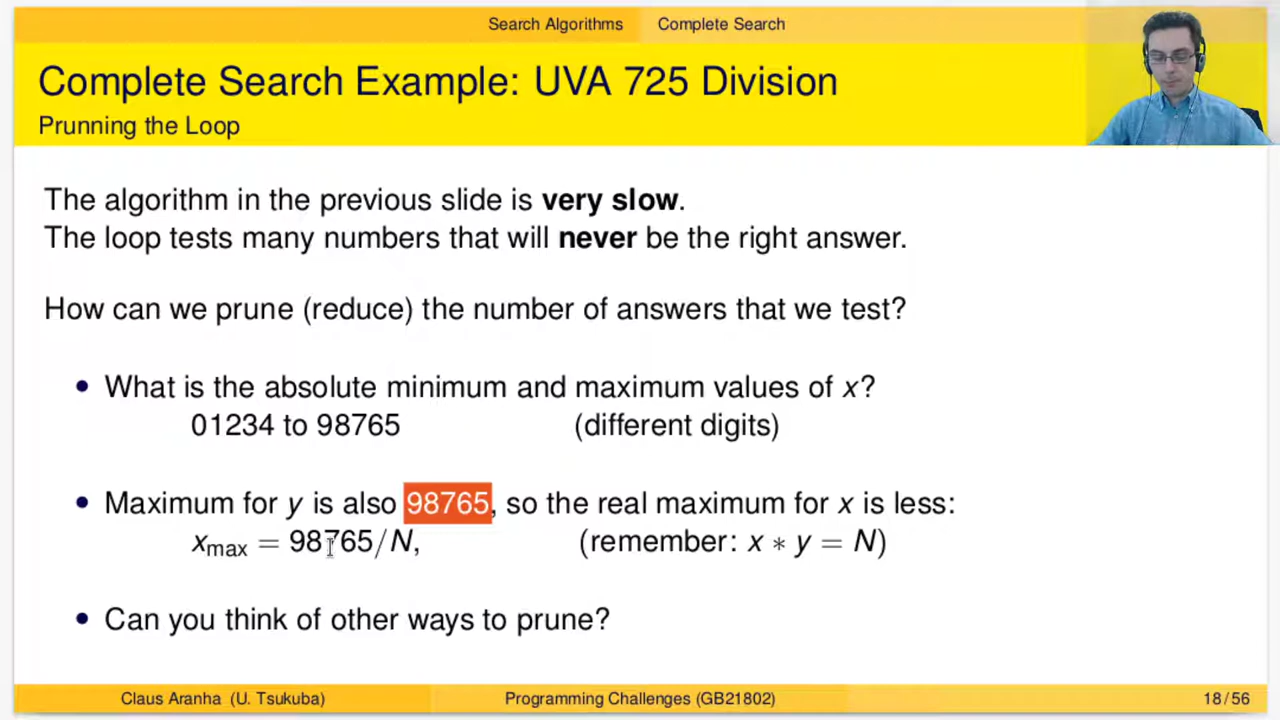 Search Algorithms Complete Search
Complete Search Example: UVA 725 Division
Prunning the Loop
The algorithm in the previous slide is very slow.
The loop tests many numbers that will never be the right answer.
How can we prune (reduce) the number of answers that we test?
• What is the absolute minimum and maximum values of x?
01234 to 98765 (different digits)
• Maximum for y is also 98765, so the real maximum for x is less:
xmax = 98765/N, (remember: x * y = N)
• Can you think of other ways to prune?
Claus Aranha (U. Tsukuba) Programming Challenges (GB21802) 18/56